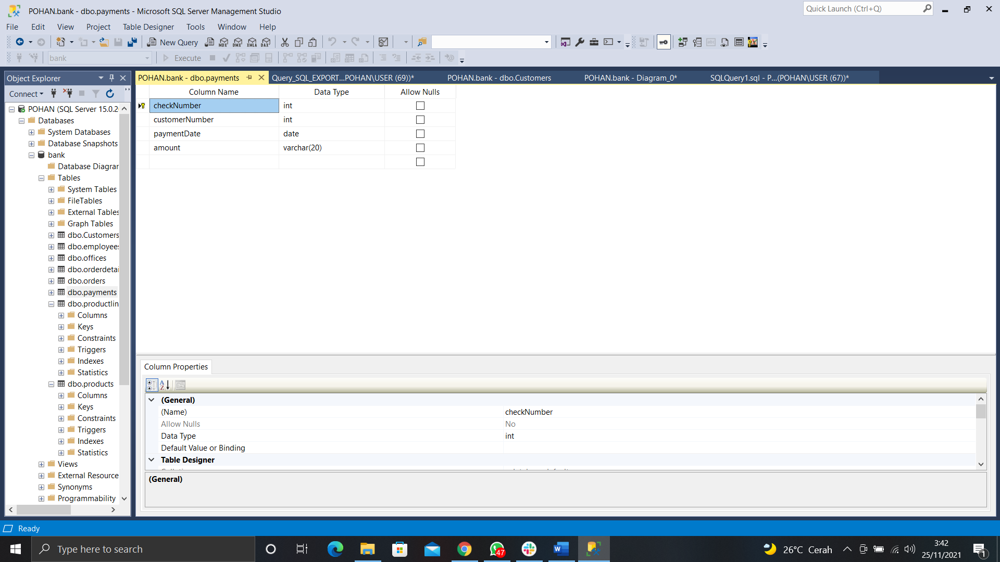 POHAN.bank - dbo.payments - Microsoft SQL Server Management Studio
Quick Launch (Ctrl+Q)
File Edit View Project Table Designer Tools Window Help
New Query MDX DMX XMLA DAX
bank Execute
Object Explorer
Connect
POHAN (SQL Server 15.0.2
Databases
System Databases
Database Snapshots
bank
Database Diagrar
Tables
System Tables
FileTables
External Tables
Graph Tables
dbo.Customers
dbo.employees
dbo.offices
dbo.orderdetai
dbo.orders
dbo.payments
dbo.productlin
Columns
Keys
Constraints
Triggers
Indexes
Statistics
dbo.products
Columns
Keys
Constraints
Triggers
Indexes
Statistics
Views
External Resource
Synonyms
Programmability
POHAN.bank - dbo.payments Query_SQL_EXPORT...POHAN\USER (69))* POHAN.bank - dbo.Customers POHAN.bank - Diagram_0* SQLQuery1.sql - P...(POHAN\USER (67))*
Column Name Data Type Allow Nulls
checkNumber int
customerNumber int
paymentDate date
amount varchar(20)
Column Properties
(General)
(Name) checkNumber
Allow Nulls No
Data Type int
Default Value or Binding
Table Designer
(General)
Ready
Type here to search
47
26°C Cerah
3:42
25/11/2021
1